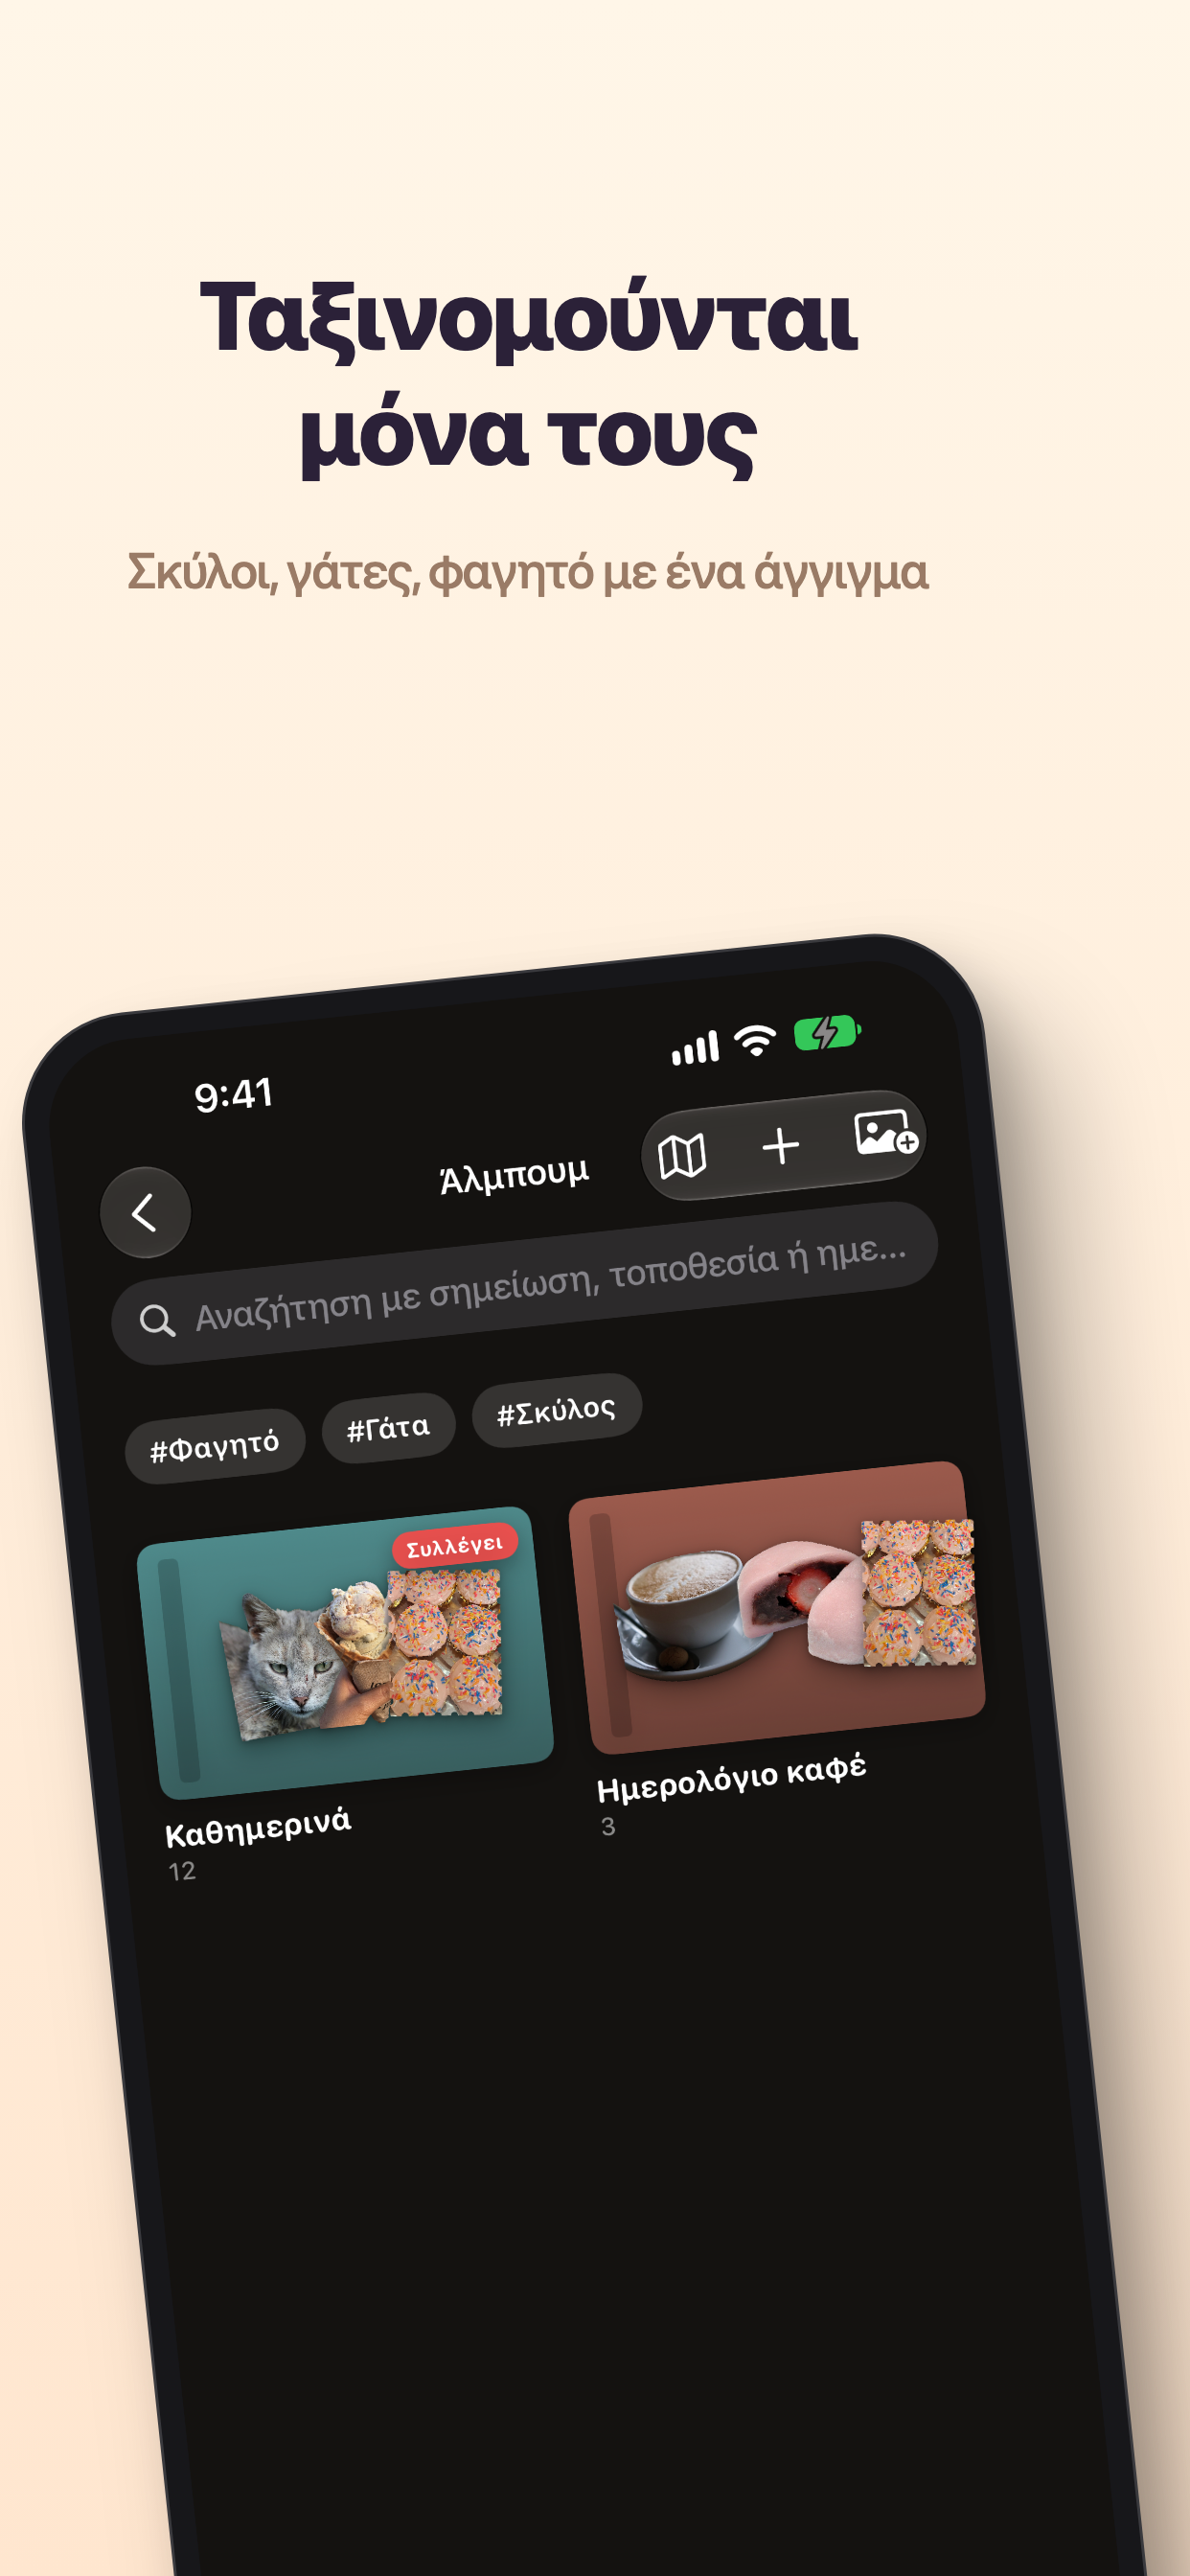 Ταξινομούνται
μόνα τους
Σκύλοι, γάτες, φαγητό με ένα άγγιγμα
9:41
Άλμπουμ
Αναζήτηση με σημείωση, τοποθεσία ή ημε...
#Φαγητό
#Γάτα
#Σκύλος
Συλλέγει
Καθημερινά
12
Ημερολόγιο καφέ
3